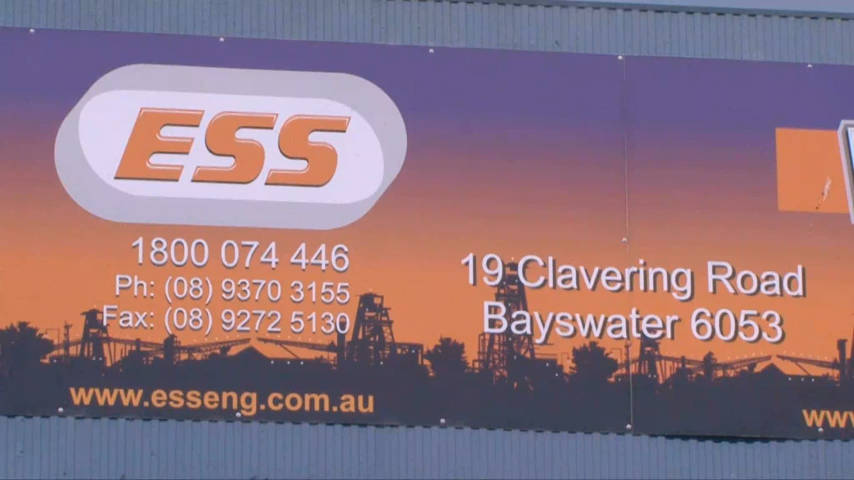 ESS
1800 074 446
Ph: (08) 9370 3155
Fax: (08) 9272 5130
www.esseng.com.au
19 Clavering Road
Bayswater 6053